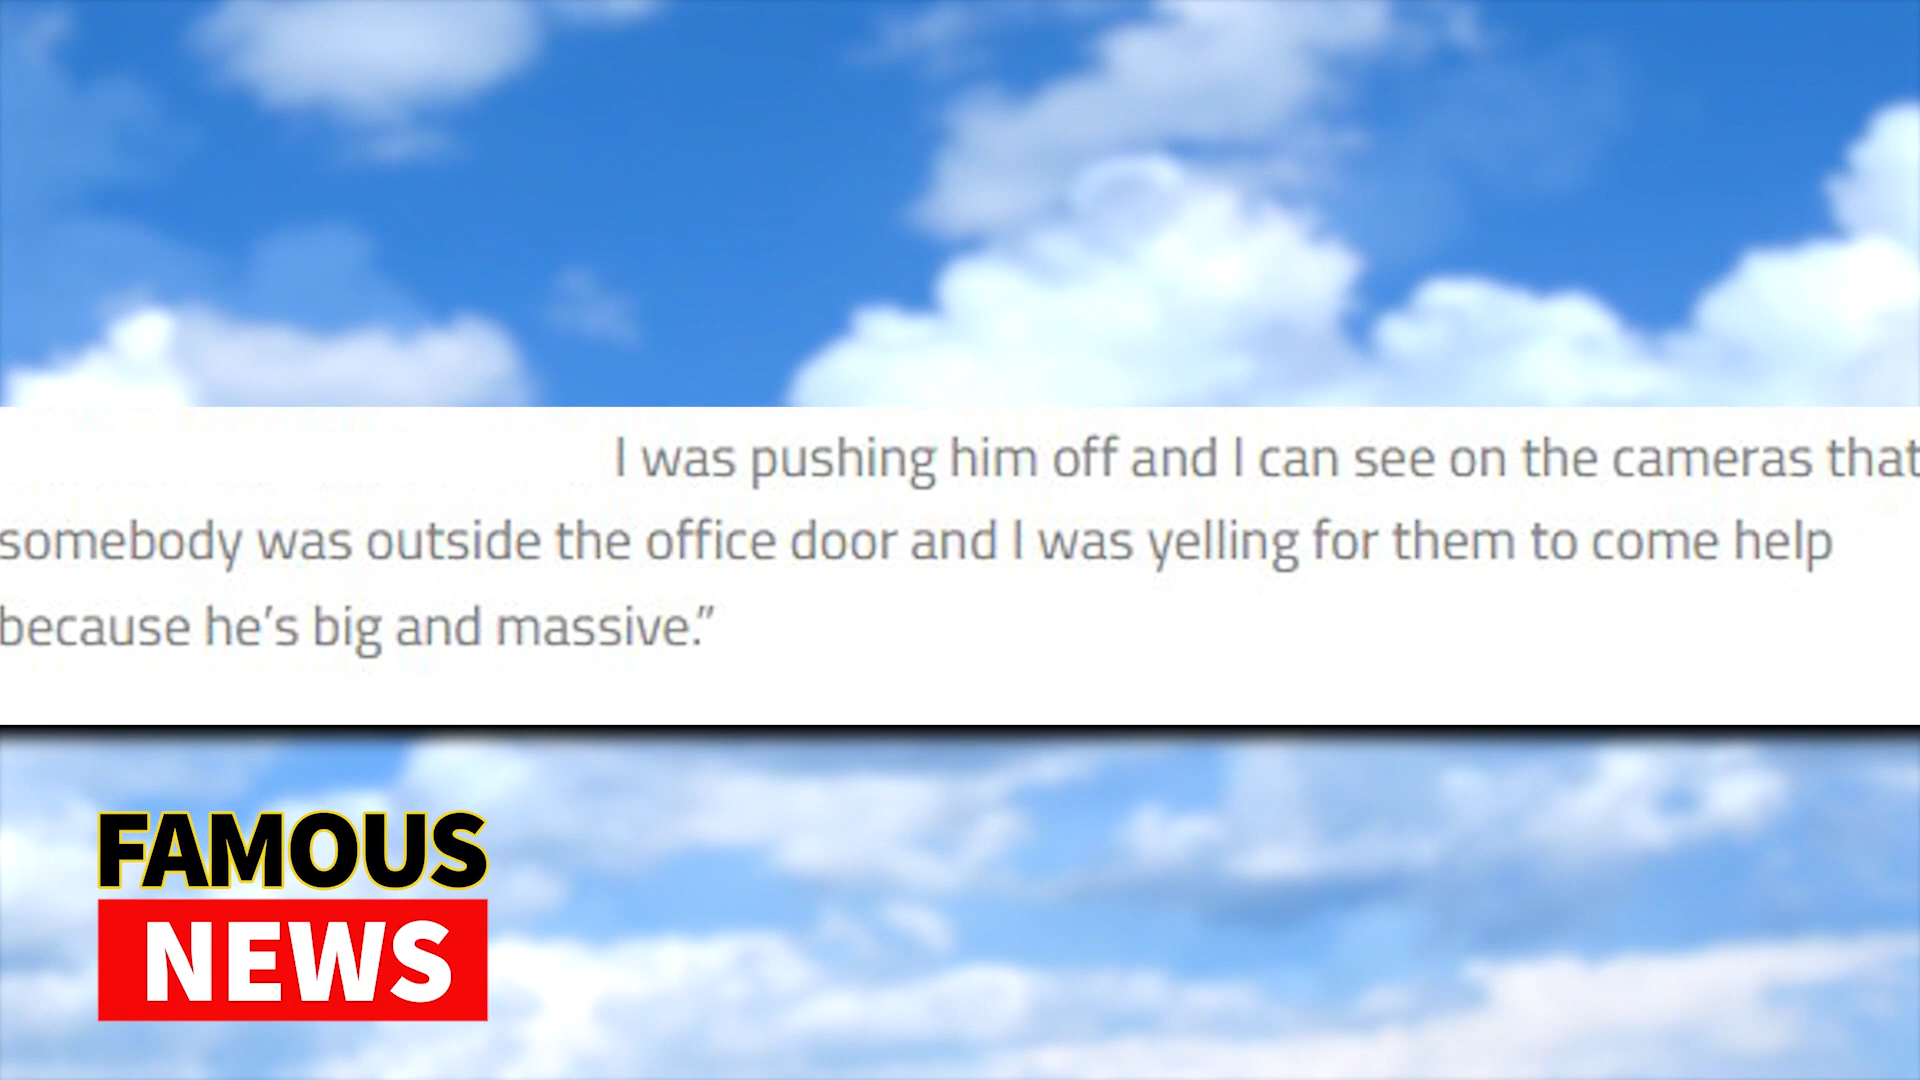 I was pushing him off and I can see on the cameras that
somebody was outside the office door and I was yelling for them to come help
because he’s big and massive.”
FAMOUS
NEWS